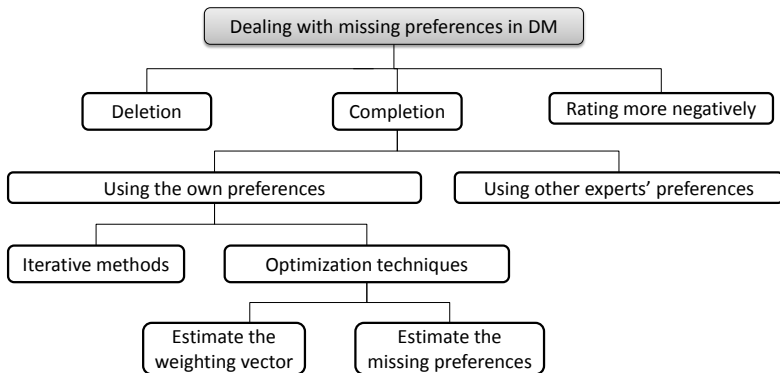 Dealing with missing preferences in DM
Deletion
Completion
Rating more negatively
Using the own preferences
Using other experts’ preferences
Iterative methods
Optimization techniques
Estimate the
weighting vector
Estimate the
missing preferences